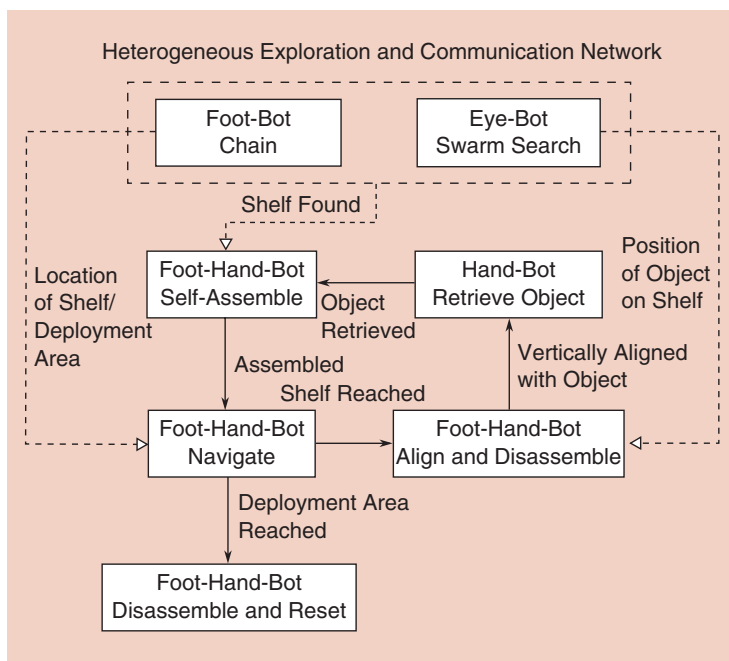 Heterogeneous Exploration and Communication Network
Foot-Bot
Chain
Eye-Bot
Swarm Search
Shelf Found
Location
of Shelf/
Deployment
Area
Position
of Object
on Shelf
Foot-Hand-Bot
Self-Assemble
Hand-Bot
Retrieve Object
Object
Retrieved
Assembled
Vertically Aligned
with Object
Shelf Reached
Foot-Hand-Bot
Navigate
Foot-Hand-Bot
Align and Disassemble
Deployment Area
Reached
Foot-Hand-Bot
Disassemble and Reset